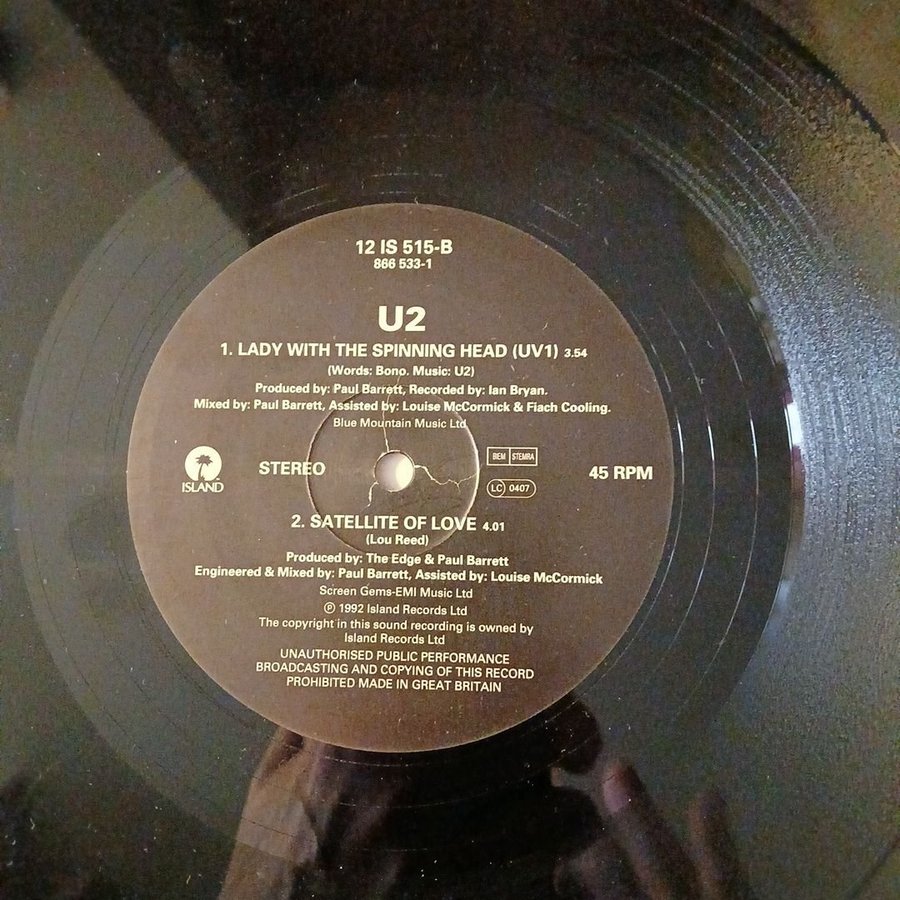 12 IS 515-B
866 533-1
U2
1. LADY WITH THE SPINNING HEAD (UV1) 3.54
(Words: Bono. Music: U2)
Produced by: Paul Barrett, Recorded by: Ian Bryan.
Mixed by: Paul Barrett, Assisted by: Louise McCormick & Fiach Cooling.
Blue Mountain Music Ltd
ISLAND
STEREO
BIEM STEMRA
LC 0407
45 RPM
2. SATELLITE OF LOVE 4.01
(Lou Reed)
Produced by: The Edge & Paul Barrett
Engineered & Mixed by: Paul Barrett, Assisted by: Louise McCormick
Screen Gems-EMI Music Ltd
℗ 1992 Island Records Ltd
The copyright in this sound recording is owned by
Island Records Ltd
UNAUTHORISED PUBLIC PERFORMANCE
BROADCASTING AND COPYING OF THIS RECORD
PROHIBITED MADE IN GREAT BRITAIN